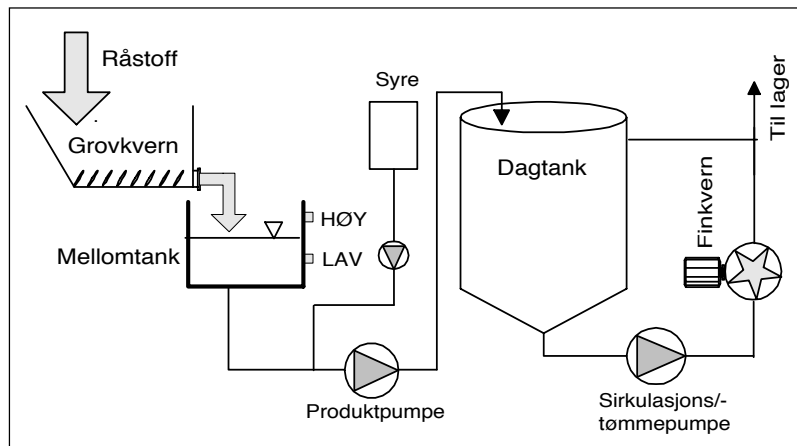 Råstoff
Grovkvern
Mellomtank
HØY
LAV
Syre
Produktpumpe
Dagtank
Sirkulasjons/-
tømmepumpe
Finkvern
Til lager